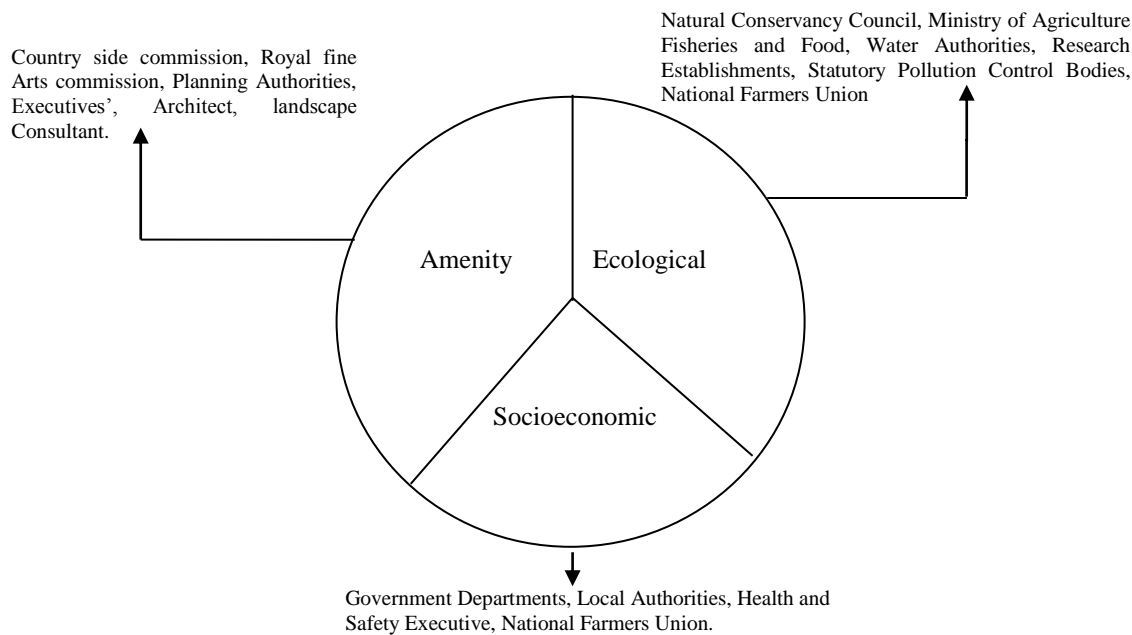 Country side commission, Royal fine
Arts commission, Planning Authorities,
Executives’, Architect, landscape
Consultant.
Natural Conservancy Council, Ministry of Agriculture
Fisheries and Food, Water Authorities, Research
Establishments, Statutory Pollution Control Bodies,
National Farmers Union
Amenity
Ecological
Socioeconomic
Government Departments, Local Authorities, Health and
Safety Executive, National Farmers Union.